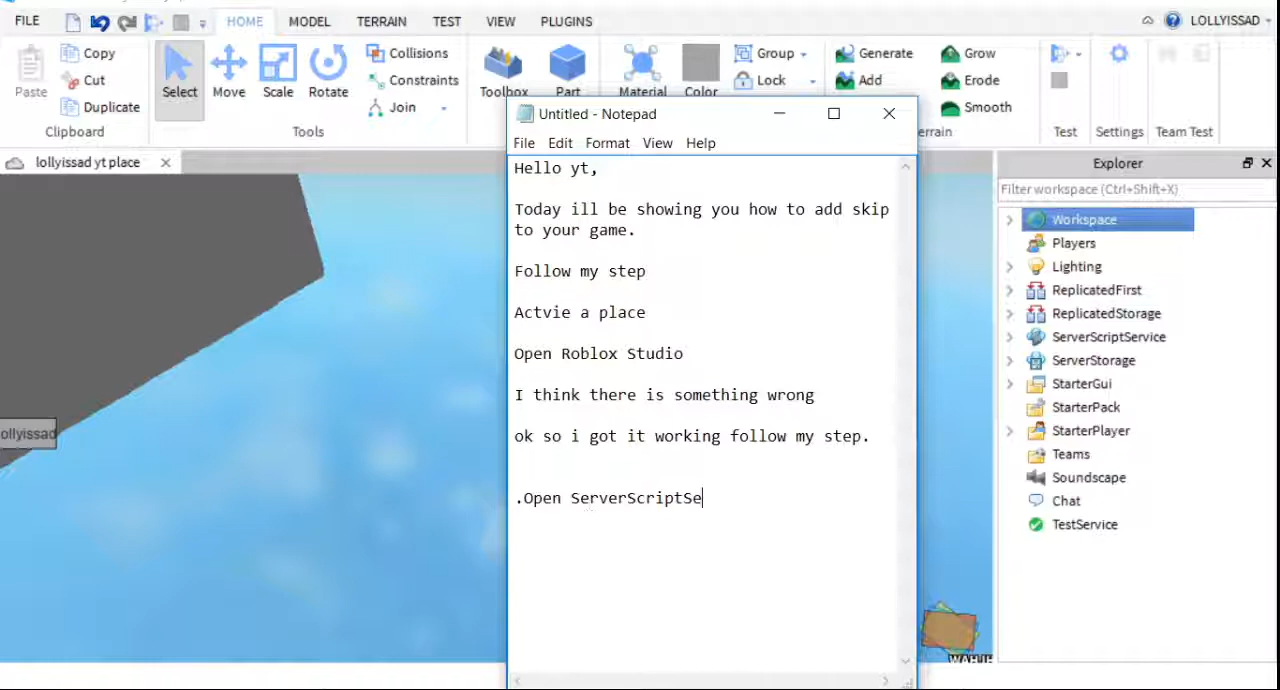 FILE HOME MODEL TERRAIN TEST VIEW PLUGINS LOLLYISSAD
Copy Collisions Group Generate Grow
Cut Constraints Lock Add Erode
Paste Select Move Scale Rotate Toolbox Part Material Color
Duplicate Join Smooth
Clipboard Tools errain Test Settings Team Test
lollyissad yt place
Untitled - Notepad
File Edit Format View Help
Hello yt,
Today ill be showing you how to add skip
to your game.
Follow my step
Actvie a place
Open Roblox Studio
I think there is something wrong
ok so i got it working follow my step.
.Open ServerScriptSe
ollyissad
Explorer
Filter workspace (Ctrl+Shift+X)
Workspace
Players
Lighting
ReplicatedFirst
ReplicatedStorage
ServerScriptService
ServerStorage
StarterGui
StarterPack
StarterPlayer
Teams
Soundscape
Chat
TestService